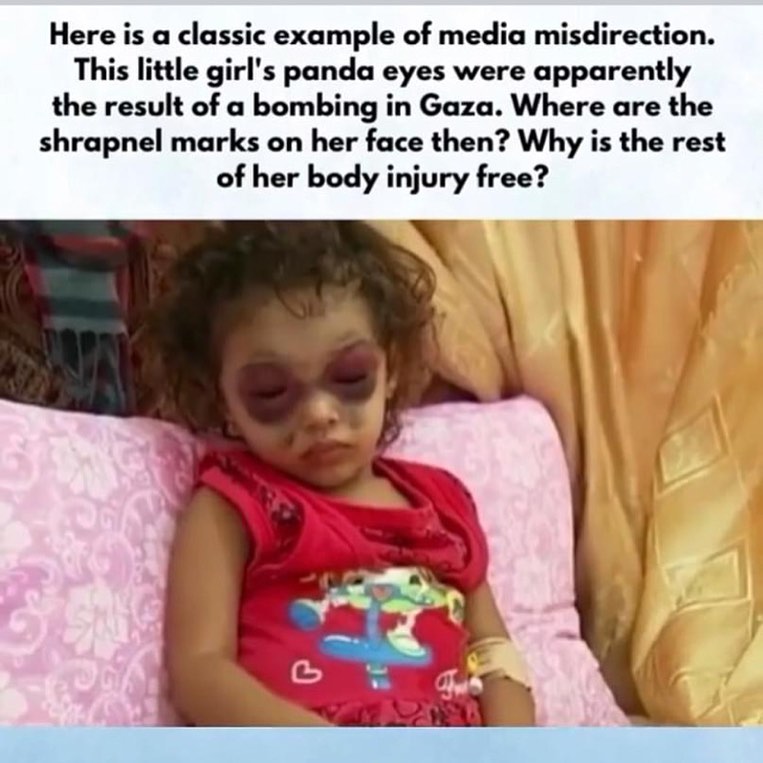 Here is a classic example of media misdirection.
This little girl's panda eyes were apparently
the result of a bombing in Gaza. Where are the
shrapnel marks on her face then? Why is the rest
of her body injury free?